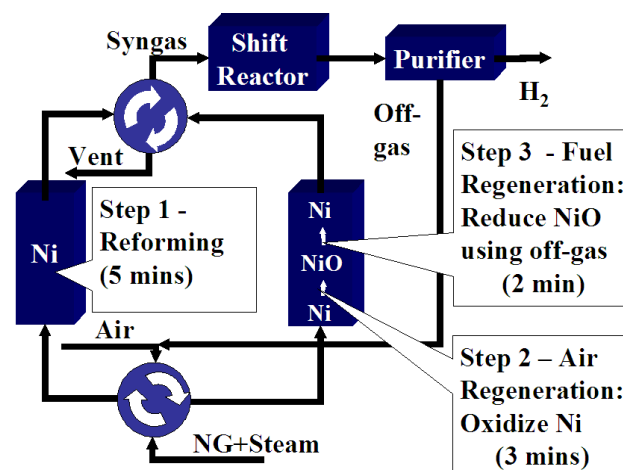 Syngas
Shift
Reactor
Purifier
H2
Off-
gas
Vent
Step 1 -
Reforming
(5 mins)
Ni
Ni
NiO
Ni
Step 3 - Fuel
Regeneration:
Reduce NiO
using off-gas
(2 min)
Air
Step 2 – Air
Regeneration:
Oxidize Ni
(3 mins)
NG+Steam